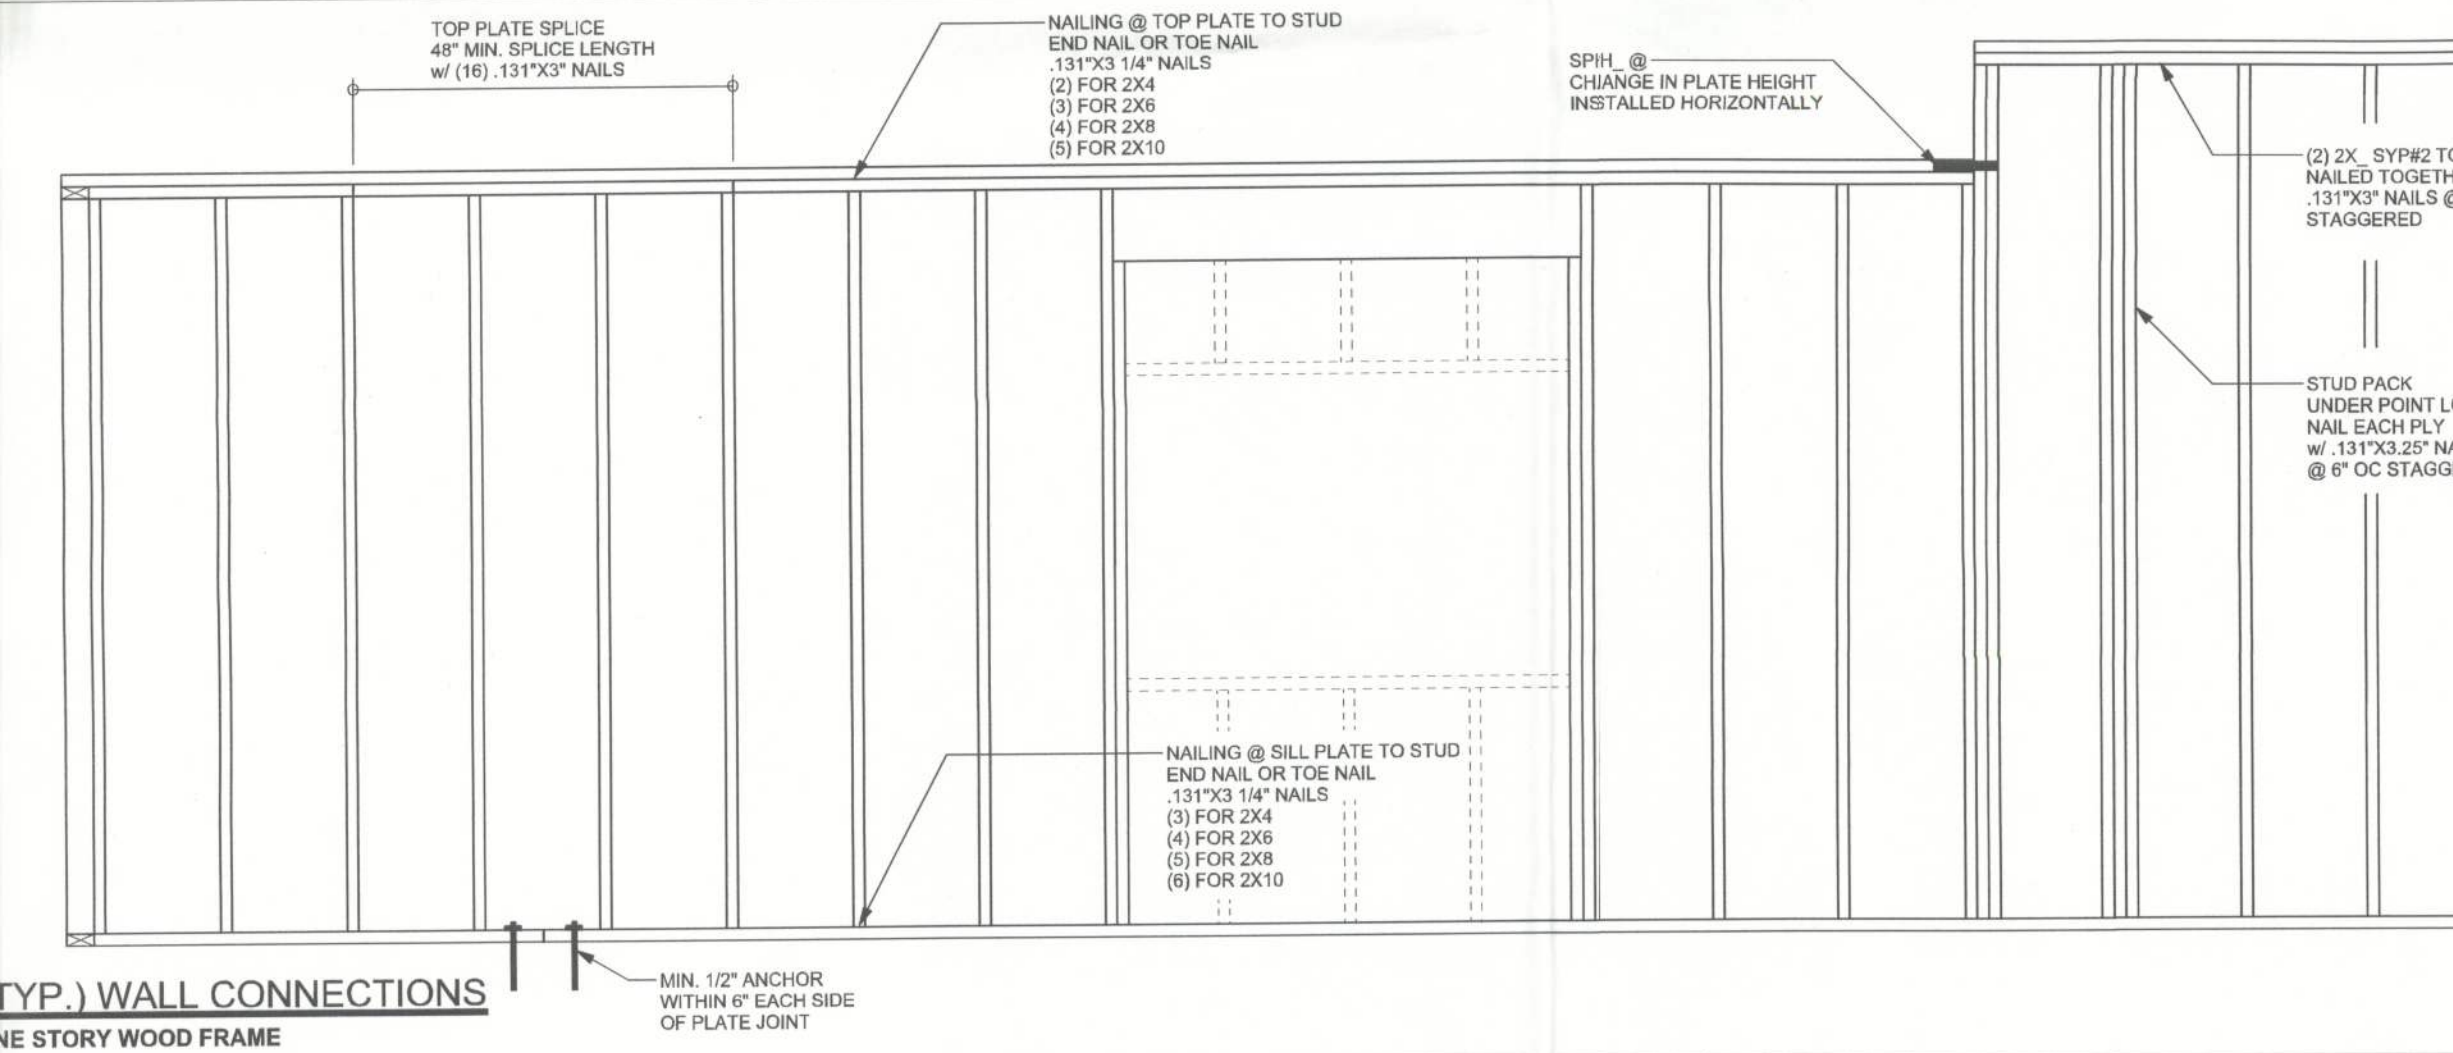 TOP PLATE SPLICE
48" MIN. SPLICE LENGTH
w/ (16) .131"X3" NAILS
NAILING @ TOP PLATE TO STUD
END NAIL OR TOE NAIL
.131"X3 1/4" NAILS
(2) FOR 2X4
(3) FOR 2X6
(4) FOR 2X8
(5) FOR 2X10
SPIH_ @
CHANGE IN PLATE HEIGHT
INSTALLED HORIZONTALLY
(2) 2X_ SYP#2
NAILED
.131"X3" NAILS @
STAGGERED
STUD PACK
UNDER POINT
NAIL EACH PLY
w/ .131"X3.25"
@ 6" OC
NAILING @ SILL PLATE TO STUD
END NAIL OR TOE NAIL
.131"X3 1/4" NAILS
(3) FOR 2X4
(4) FOR 2X6
(5) FOR 2X8
(6) FOR 2X10
MIN. 1/2" ANCHOR
WITHIN 6" EACH SIDE
OF PLATE JOINT
TYP.) WALL CONNECTIONS
NE STORY WOOD FRAME